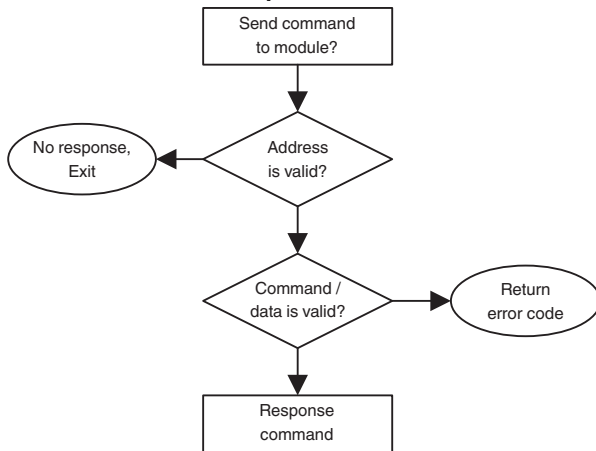 Send command
to module?
Address
is valid?
No response,
Exit
Command /
data is valid?
Return
error code
Response
command